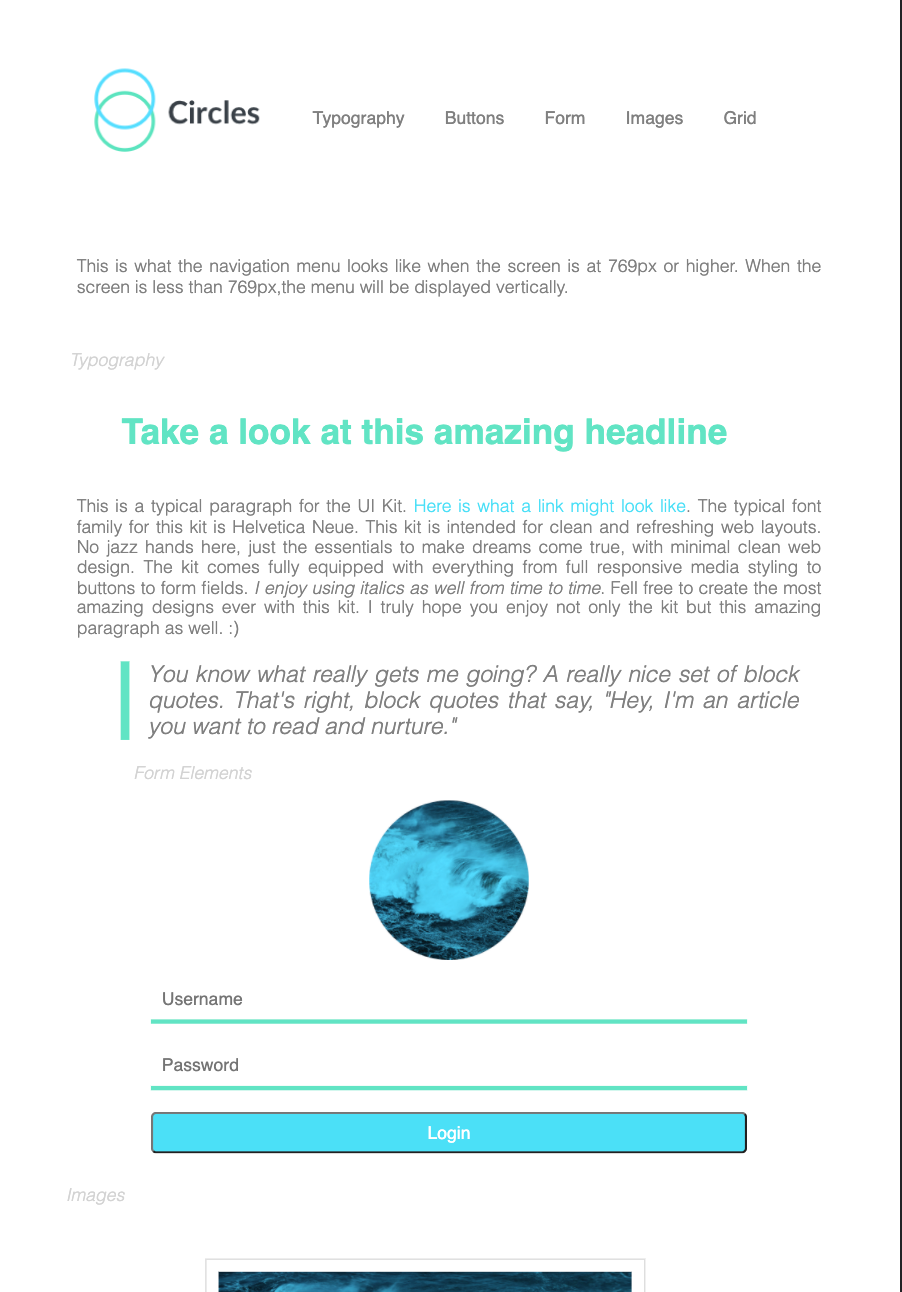 Circles
Typography Buttons Form Images Grid
This is what the navigation menu looks like when the screen is at 769px or higher. When the
screen is less than 769px,the menu will be displayed vertically.
Typography
Take a look at this amazing headline
This is a typical paragraph for the UI Kit. Here is what a link might look like. The typical font
family for this kit is Helvetica Neue. This kit is intended for clean and refreshing web layouts.
No jazz hands here, just the essentials to make dreams come true, with minimal clean web
design. The kit comes fully equipped with everything from full responsive media styling to
buttons to form fields. I enjoy using italics as well from time to time. Fell free to create the most
amazing designs ever with this kit. I truly hope you enjoy not only the kit but this amazing
paragraph as well. :)
You know what really gets me going? A really nice set of block
quotes. That's right, block quotes that say, "Hey, I'm an article
you want to read and nurture."
Form Elements
Username
Password
Login
Images